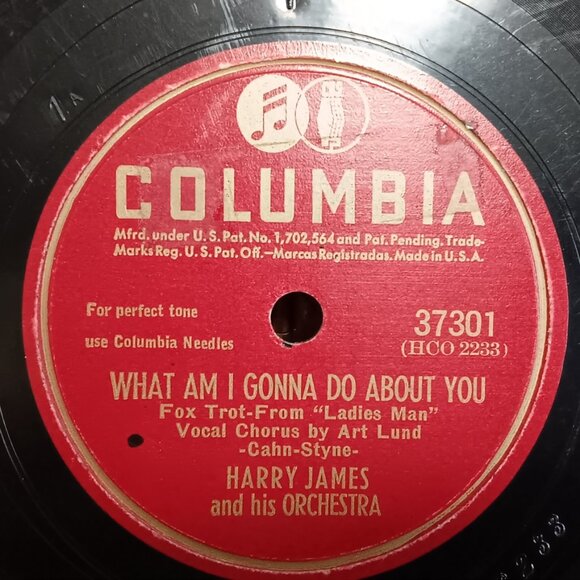 COLUMBIA
Mfrd. under U.S. Pat. No. 1,702,564 and Pat. Pending. Trade-
Marks Reg. U.S. Pat. Off.—Marcas Registradas. Made in U.S.A.
For perfect tone
use Columbia Needles
37301
(HCO 2233)
WHAT AM I GONNA DO ABOUT YOU
Fox Trot-From "Ladies Man"
Vocal Chorus by Art Lund
-Cahn-Styne-
HARRY JAMES
and his ORCHESTRA